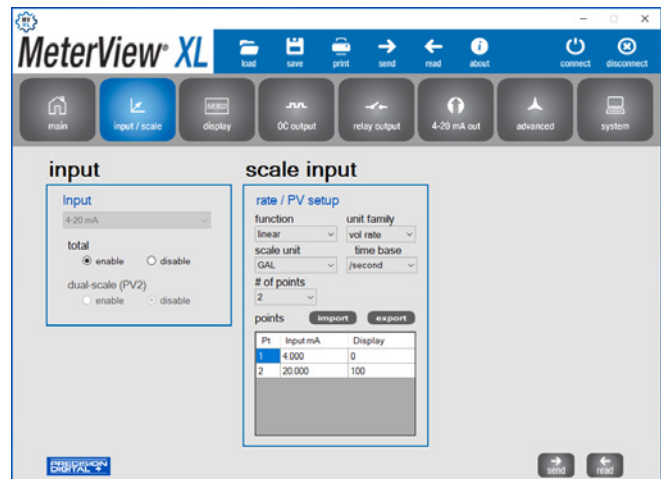 MeterView® XL
load save print send read about connect disconnect
main input / scale display OC output relay output 4-20 mA out advanced system
input
Input
4-20 mA
total
enable disable
dual-scale (PV2)
enable disable
scale input
rate / PV setup
function unit family
linear vol rate
scale unit time base
GAL /second
# of points
2
points import export
Pt Input mA Display
1 4.000 0
2 20.000 100
PRECISION
DIGITAL
send read